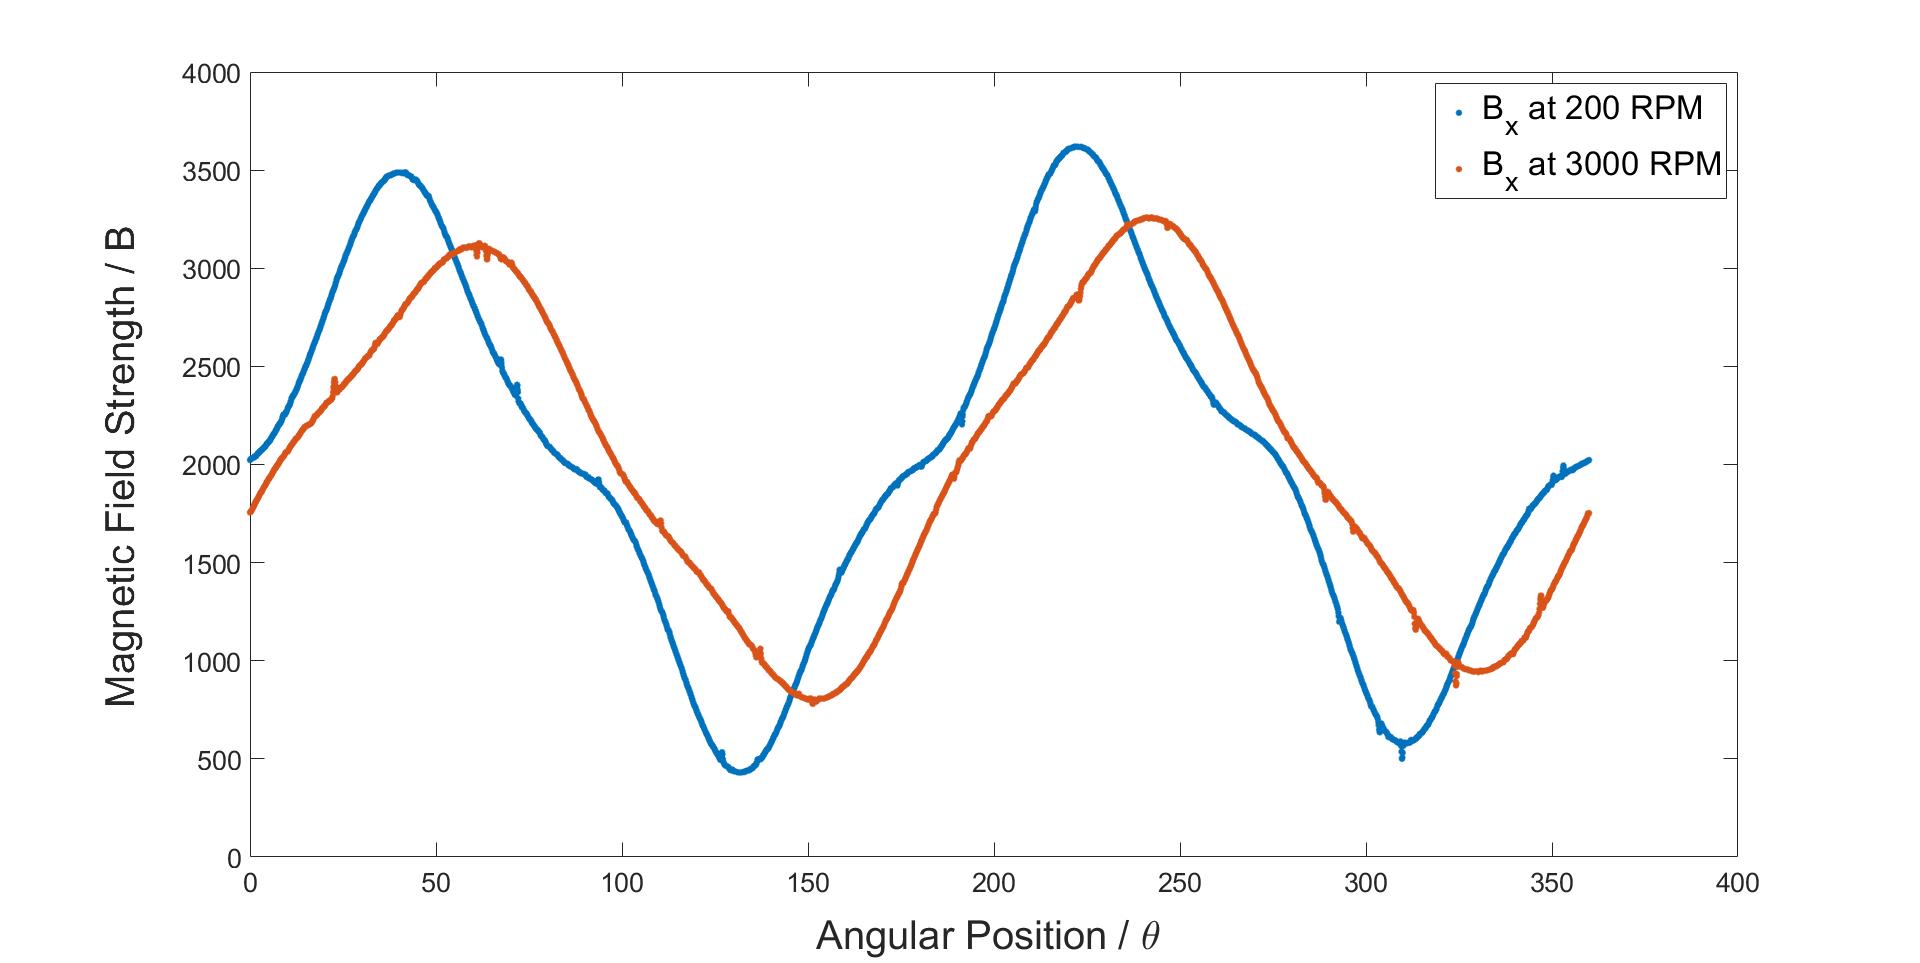 4000
3500
3000
2500
2000
1500
1000
500
0
0 50 100 150 200 250 300 350 400
Magnetic Field Strength / B
Angular Position / θ
Bx at 200 RPM
Bx at 3000 RPM